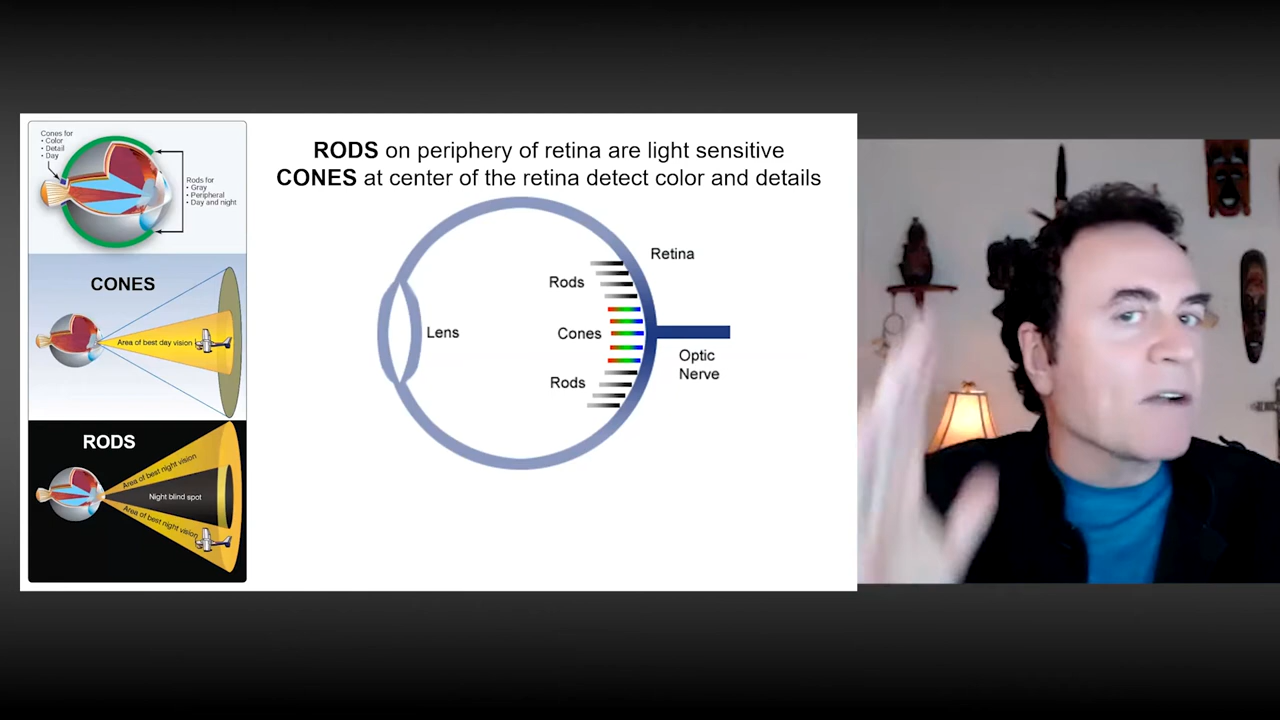 RODS on periphery of retina are light sensitive
CONES at center of the retina detect color and details
Cones for
• Color
• Detail
• Day
Rods for
• Gray
• Peripheral
• Day and night
CONES
Area of best day vision
RODS
Area of best night vision
Night blind spot
Area of best night vision
Retina
Rods
Lens
Cones
Optic
Nerve
Rods